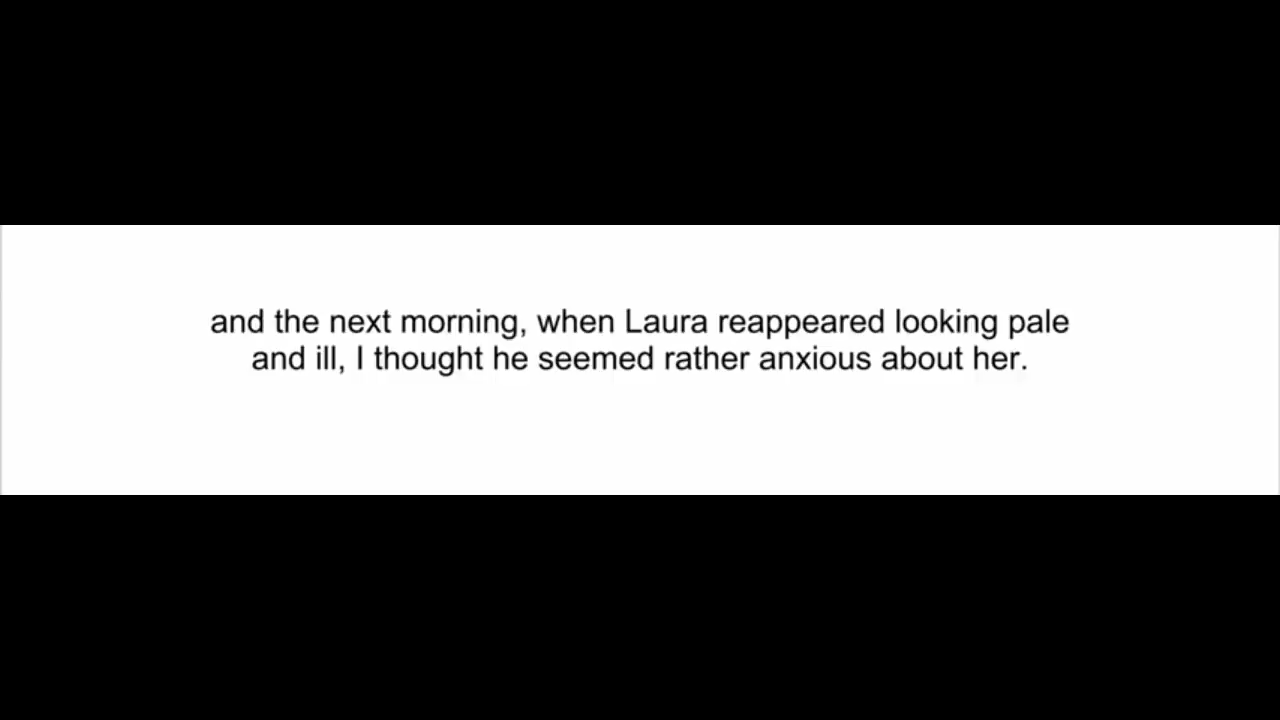 and the next morning, when Laura reappeared looking pale
and ill, I thought he seemed rather anxious about her.